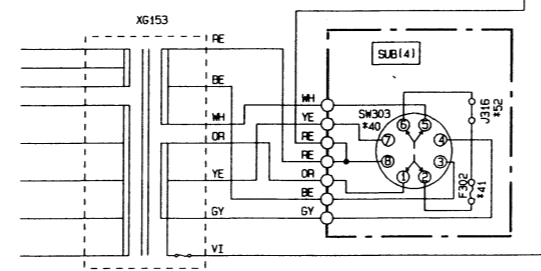 XG153
RE
BE
WH
OR
YE
GY
VI
WH
YE
RE
RE
OR
BE
GY
SUB(4)
SW303
*40
6
5
7
4
8
3
1
2
J316
*52
F302
*41